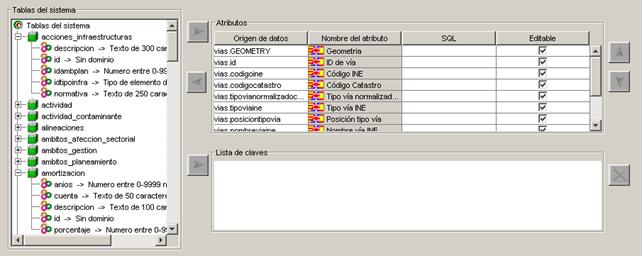 Tablas del sistema
Tablas del sistema
acciones_infraestructuras
descripcion -> Texto de 300 cara
id -> Sin dominio
idambplan -> Numero entre 0-99
idtipoinfra -> Tipo de elemento d
normativa -> Texto de 250 carac
actividad
actividad_contaminante
alineaciones
ambitos_afeccion_sectorial
ambitos_gestion
ambitos_planeamiento
amortizacion
anios -> Numero entre 0-9999 n
cuenta -> Texto de 50 caractere
descripcion -> Texto de 100 car
id -> Sin dominio
porcentaje -> Numero entre 0-9
Atributos
Origen de datos Nombre del atributo SQL Editable
vias.GEOMETRY Geometria
vias.id ID de vía
vias.codigoine Código INE
vias.codigocatastro Código Catastro
vias.tipovianormalizadoc... Tipo vía normalizad...
vias.tipoviaine Tipo vía INE
vias.posiciontipovia Posición tipo vía
vias.nombreviaine Nombre vía INE
Lista de claves